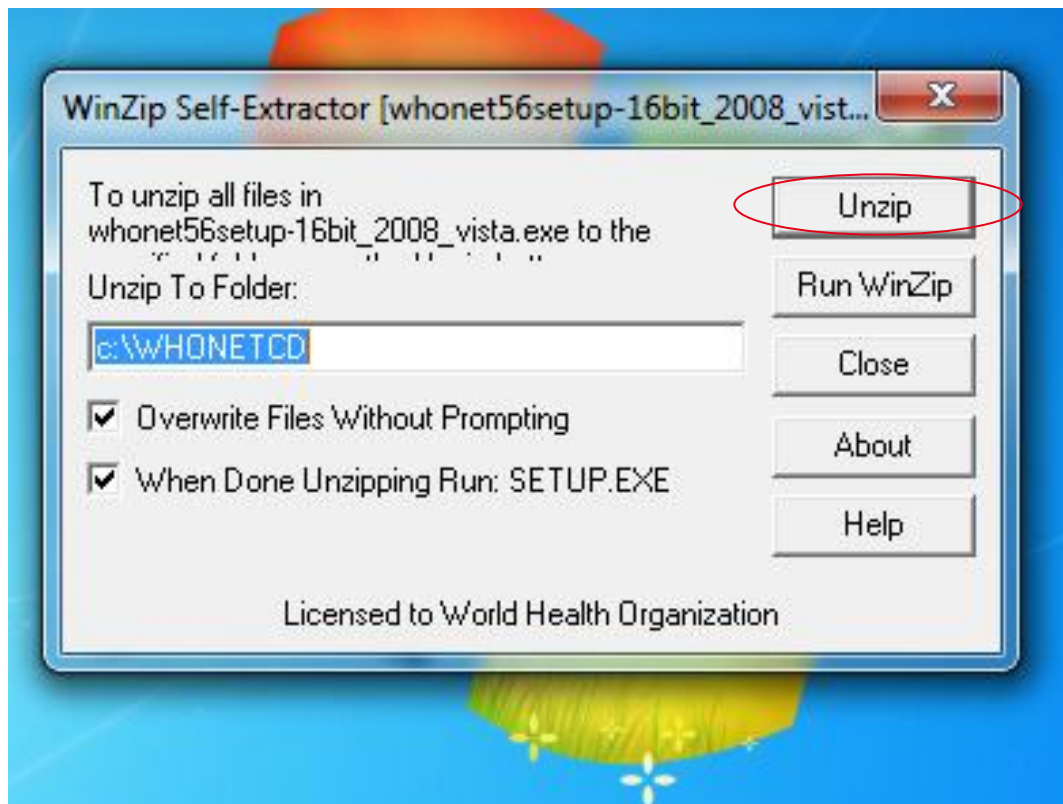 WinZip Self-Extractor [whonet56setup-16bit_2008_vist...
To unzip all files in
whonet56setup-16bit_2008_vista.exe to the
Unzip To Folder:
c:\WHONETCD
Overwrite Files Without Prompting
When Done Unzipping Run: SETUP.EXE
Unzip
Run WinZip
Close
About
Help
Licensed to World Health Organization